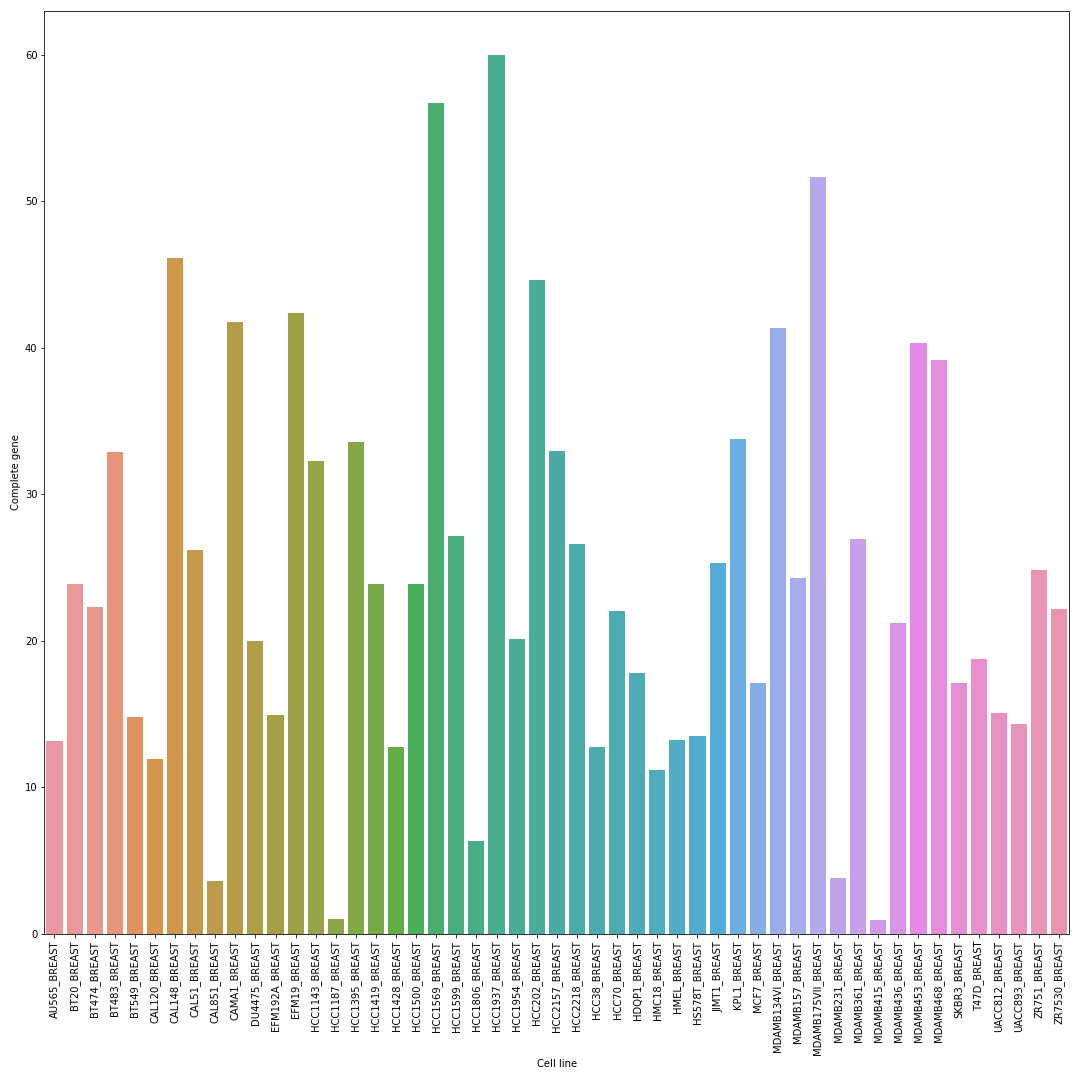 60
50
40
30
20
10
0
Complete gene
AU565_BREAST
BT20_BREAST
BT474_BREAST
BT483_BREAST
BT549_BREAST
CAL120_BREAST
CAL148_BREAST
CAL51_BREAST
CAL851_BREAST
CAMA1_BREAST
DU4475_BREAST
EFM192A_BREAST
EFM19_BREAST
HCC1143_BREAST
HCC1187_BREAST
HCC1395_BREAST
HCC1419_BREAST
HCC1428_BREAST
HCC1500_BREAST
HCC1569_BREAST
HCC1599_BREAST
HCC1806_BREAST
HCC1937_BREAST
HCC1954_BREAST
HCC202_BREAST
HCC2157_BREAST
HCC2218_BREAST
HCC38_BREAST
HCC70_BREAST
HDQP1_BREAST
HMC18_BREAST
HMEL_BREAST
HS578T_BREAST
JIMT1_BREAST
KPL1_BREAST
MCF7_BREAST
MDAMB134VI_BREAST
MDAMB157_BREAST
MDAMB175VII_BREAST
MDAMB231_BREAST
MDAMB361_BREAST
MDAMB415_BREAST
MDAMB436_BREAST
MDAMB453_BREAST
MDAMB468_BREAST
SKBR3_BREAST
T47D_BREAST
UACC812_BREAST
UACC893_BREAST
ZR751_BREAST
ZR7530_BREAST
Cell line